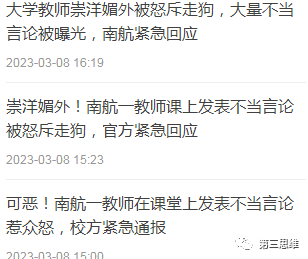 大学教师崇洋媚外被怒斥走狗，大量不当
言论被曝光，南航紧急回应
2023-03-08 16:19
崇洋媚外！南航一教师课上发表不当言论
被怒斥走狗，官方紧急回应
2023-03-08 15:23
可恶！南航一教师在课堂上发表不当言论
惹众怒，校方紧急通报
2023-03-08 15:00
第三思维